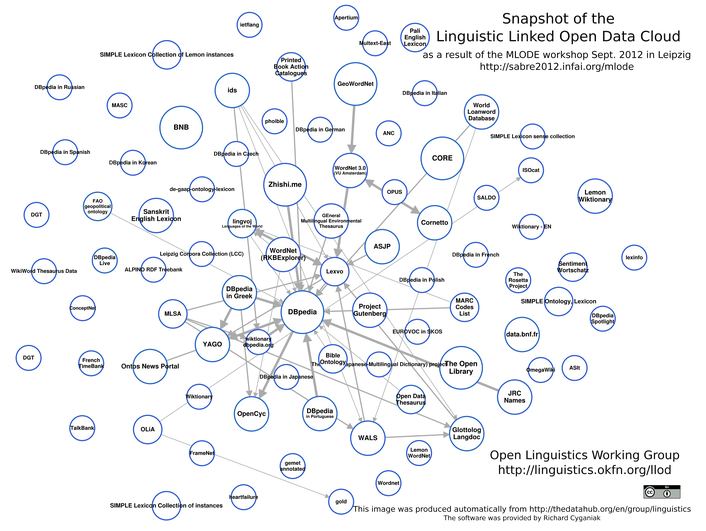 Snapshot of the
Linguistic Linked Open Data Cloud
as a result of the MLODE workshop Sept. 2012 in Leipzig
http://sabre2012.infai.org/mlode
Apertium
ietflang
Multext-East
Pali
English
Lexicon
SIMPLE Lexicon Collection of Lemon instances
Printed
Book Action
Catalogues
GeoWordNet
DBpedia in Russian
ids
DBpedia in Italian
MASC
World
Loanword
Database
BNB
phoible
DBpedia in German
ANC
SIMPLE Lexicon sense collection
DBpedia in Spanish
DBpedia in Korean
DBpedia in Czech
CORE
WordNet 3.0
(VU Amsterdam)
ISOcat
Zhishi.me
de-gaap-ontology-lexicon
OPUS
SALDO
Lemon
Wiktionary
DGT
FAO
geopolitical
ontology
Sanskrit
English Lexicon
lingvoj
Languages of the World
GEneral
Multilingual Environmental
Thesaurus
Cornetto
Wiktionary - EN
ASJP
WordNet
(RKBExplorer)
Leipzig Corpora Collection (LCC)
DBpedia in French
lexinfo
DBpedia
Live
WikiWord Thesaurus Data
ALPINO RDF Treebank
Lexvo
Sentiment
Wortschatz
DBpedia in Polish
The
Rosetta
Project
DBpedia
in Greek
SIMPLE Ontology, Lexicon
ConceptNet
MLSA
DBpedia
Project
Gutenberg
MARC
Codes
List
DBpedia
Spotlight
EUROVOC in SKOS
data.bnf.fr
YAGO
wiktionary
dbpedia.org
DGT
French
TimeBank
Ontos News Portal
Bible
Ontology
Japanese-Multilingual Dictionary) project
The Open
Library
OmegaWiki
ASIt
DBpedia in Japanese
Wiktionary
Open Data
Thesaurus
JRC
Names
OpenCyc
DBpedia
in Portuguese
TalkBank
OLiA
WALS
Glottolog
Langdoc
FrameNet
Lemon
WordNet
Open Linguistics Working Group
http://linguistics.okfn.org/llod
gemet
annotated
Wordnet
SIMPLE Lexicon Collection of instances
heartfailure
gold
cc
This image was produced automatically from http://thedatahub.org/en/group/linguistics
The software was provided by Richard Cyganiak